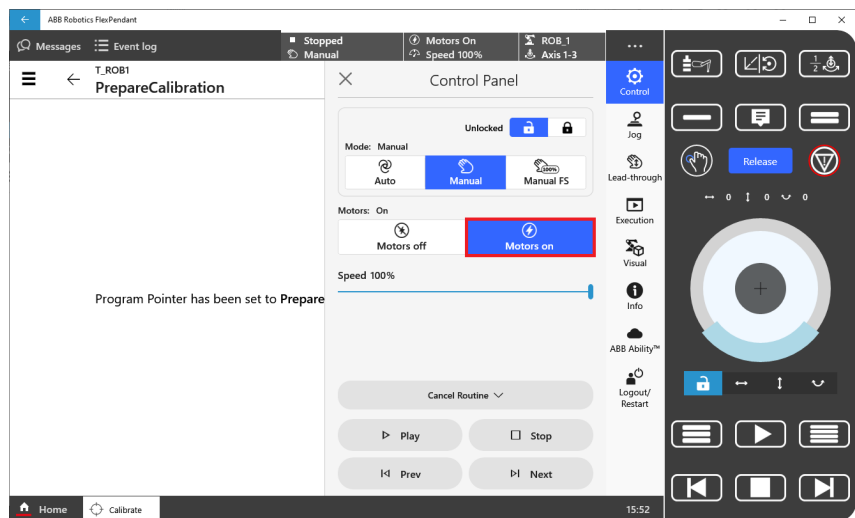 ABB Robotics FlexPendant
Messages
Event log
Stopped
Manual
Motors On
Speed 100%
ROB_1
Axis 1-3
T_ROB1
PrepareCalibration
Control Panel
Unlocked
Mode: Manual
Auto
Manual
100%
Manual FS
Motors: On
Motors off
Motors on
Speed 100%
Program Pointer has been set to Prepare
Cancel Routine
Play
Stop
Prev
Next
Control
Jog
Lead-through
Execution
Visual
Info
ABB Ability™
Logout/
Restart
1
2
Release
0
0
0
Home
Calibrate
15:52